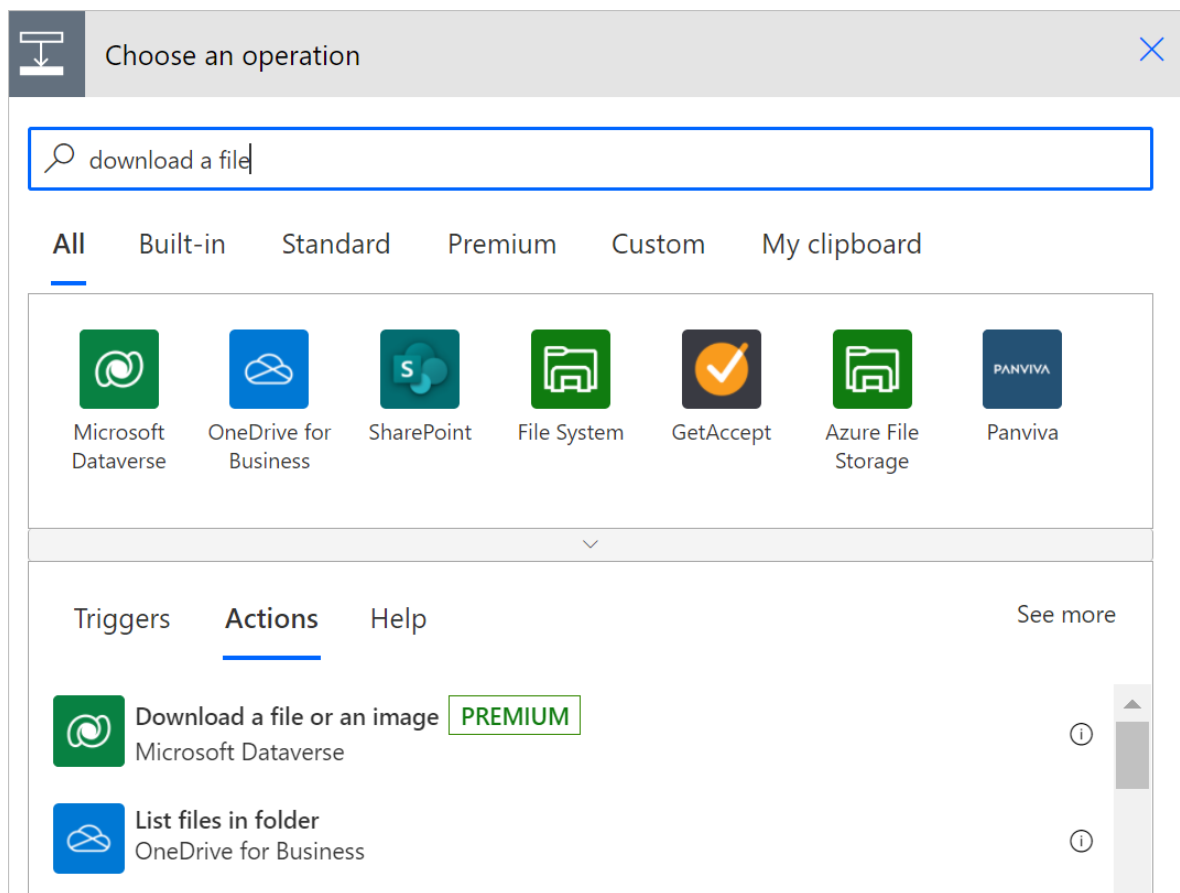 Choose an operation
download a file
All Built-in Standard Premium Custom My clipboard
S
PANVIVA
Microsoft Dataverse
OneDrive for Business
SharePoint
File System
GetAccept
Azure File Storage
Panviva
Triggers Actions Help See more
Download a file or an image PREMIUM
Microsoft Dataverse
List files in folder
OneDrive for Business